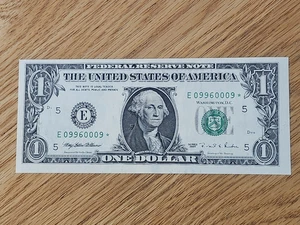 FEDERAL RESERVE NOTE
THE UNITED STATES OF AMERICA
THIS NOTE IS LEGAL TENDER
FOR ALL DEBTS, PUBLIC AND PRIVATE
1
1
E 09960009 *
WASHINGTON, D.C.
5
E
5
E 09960009 *
5
5
1
ONE DOLLAR
1